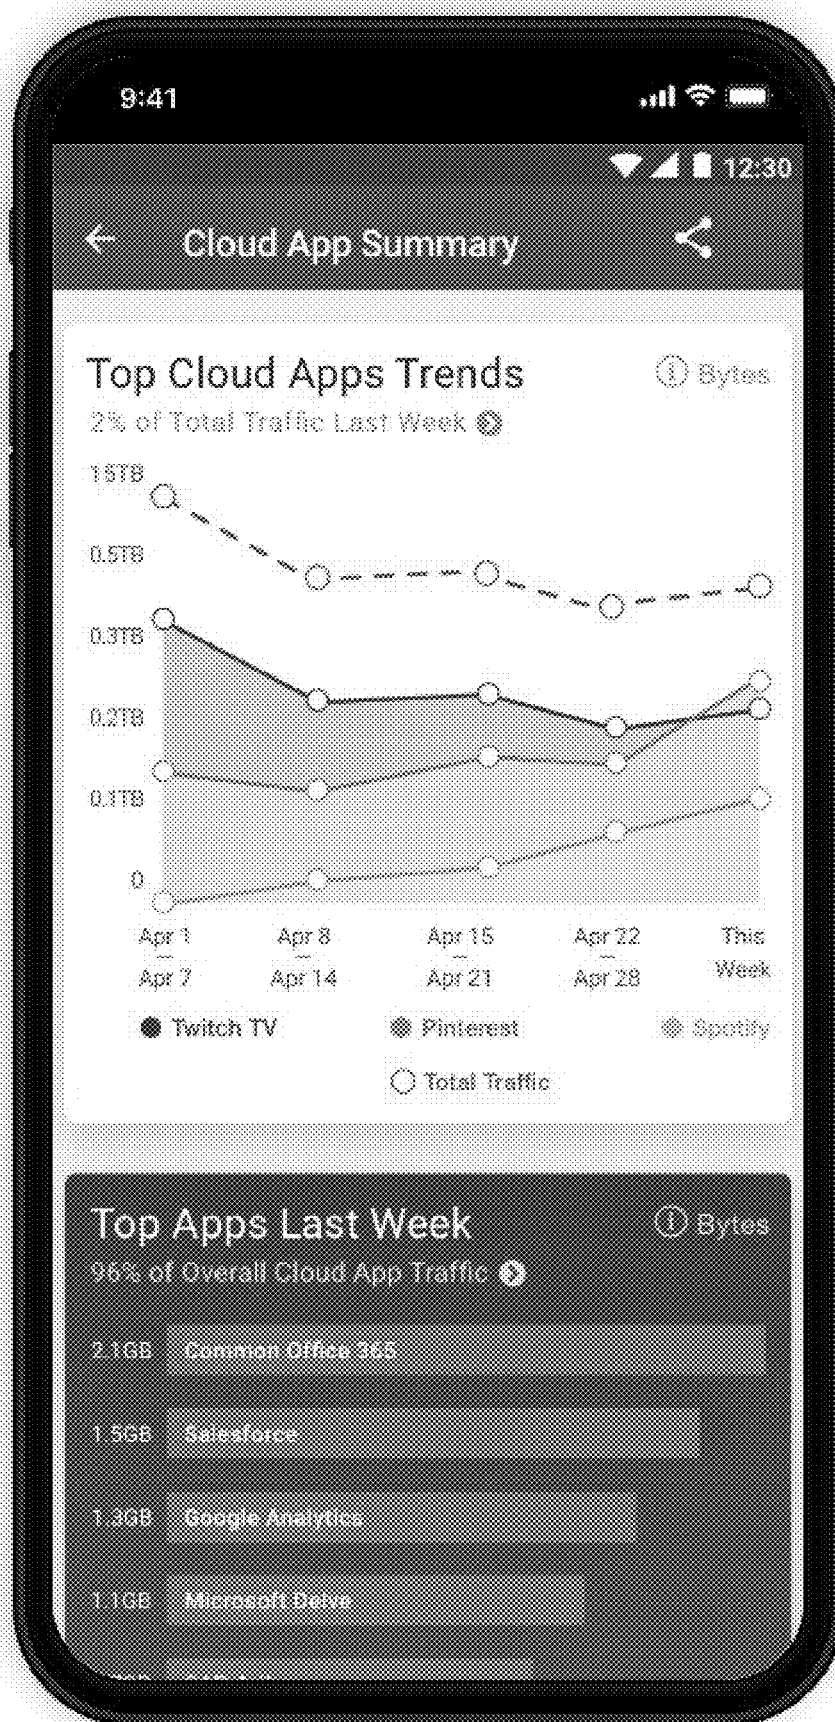 9:41
12:30
Cloud App Summary
Top Cloud Apps Trends
Bytes
2% of Total Traffic Last Week
15TB
0.5TB
0.3TB
0.2TB
0.1TB
0
Apr 1 – Apr 7
Apr 8 – Apr 14
Apr 15 – Apr 21
Apr 22 – Apr 28
This Week
Twitch TV
Pinterest
Spotify
Total Traffic
Top Apps Last Week
Bytes
96% of Overall Cloud App Traffic
2.1GB Common Office 365
1.5GB Salesforce
1.3GB Google Analytics
1.1GB Microsoft Deive